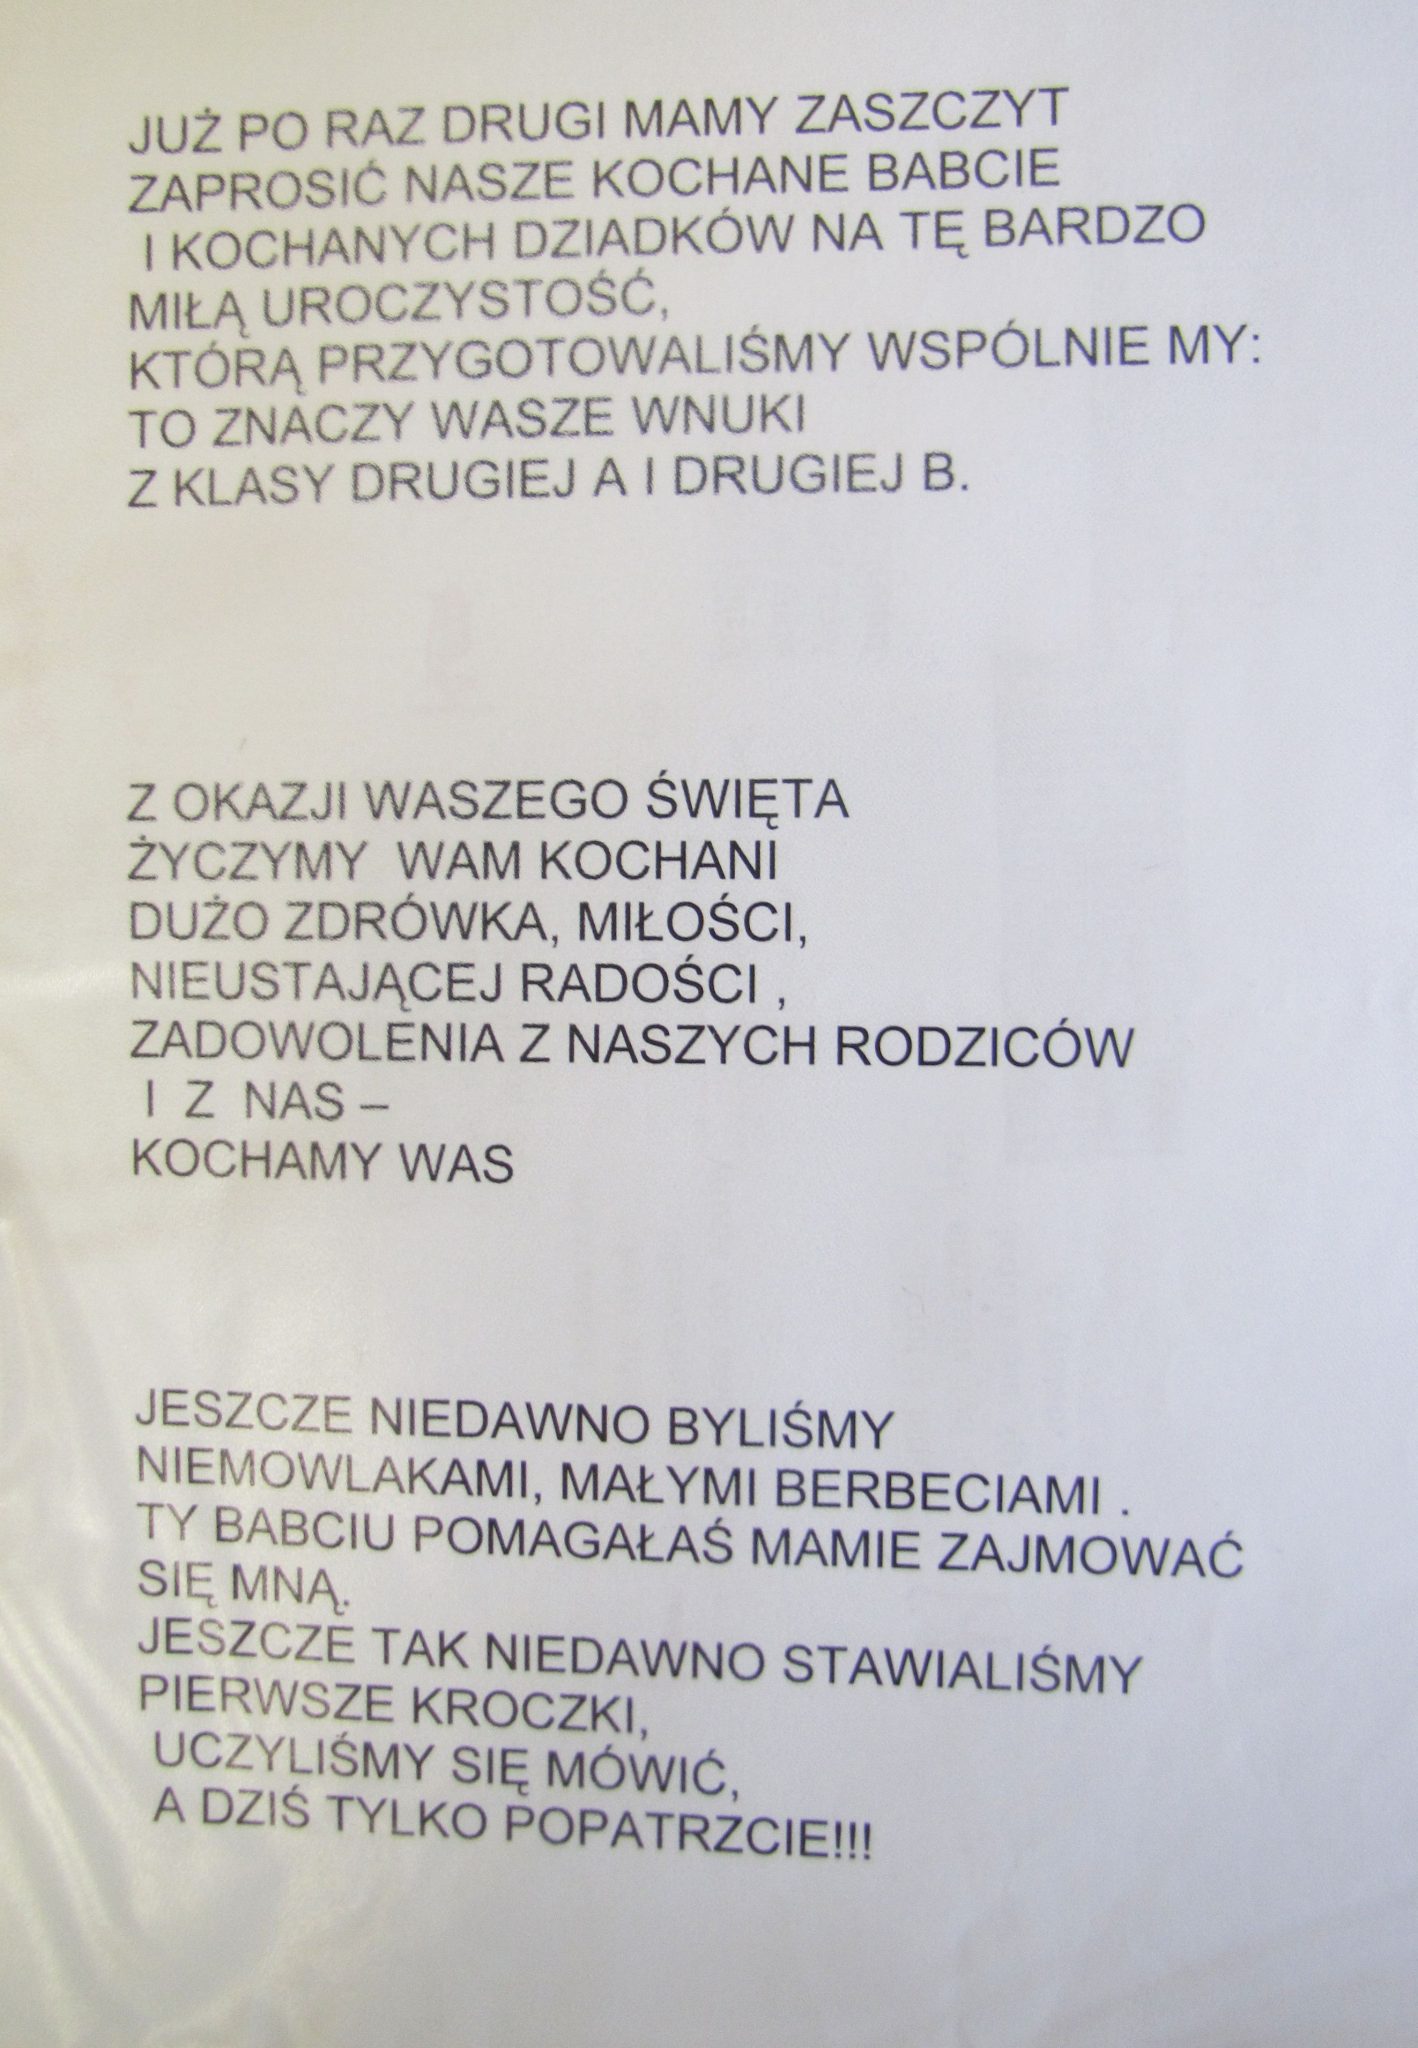 JUŻ PO RAZ DRUGI MAMY ZASZCZYT
ZAPROSIĆ NASZE KOCHANE BABCIE
I KOCHANYCH DZIADKÓW NA TĘ BARDZO
MIŁĄ UROCZYSTOŚĆ,
KTÓRĄ PRZYGOTOWALIŚMY WSPÓLNIE MY:
TO ZNACZY WASZE WNUKI
Z KLASY DRUGIEJ A I DRUGIEJ B.
Z OKAZJI WASZEGO ŚWIĘTA
ŻYCZYMY WAM KOCHANI
DUŻO ZDRÓWKA, MIŁOŚCI,
NIEUSTAJĄCEJ RADOŚCI ,
ZADOWOLENIA Z NASZYCH RODZICÓW
I Z NAS –
KOCHAMY WAS
JESZCZE NIEDAWNO BYLIŚMY
NIEMOWLAKAMI, MAŁYMI BERBECIAMI .
TY BABCIU POMAGAŁAŚ MAMIE ZAJMOWAĆ
SIĘ MNĄ.
JESZCZE TAK NIEDAWNO STAWIALIŚMY
PIERWSZE KROCZKI,
UCZYLIŚMY SIĘ MÓWIĆ,
A DZIŚ TYLKO POPATRZCIE!!!